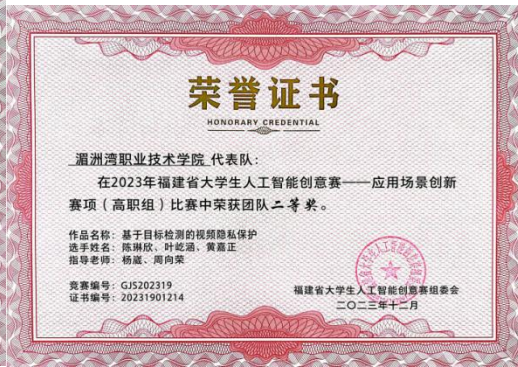 荣誉证书
HONORARY CREDENTIAL
湄洲湾职业技术学院 代表队：
在2023年福建省大学生人工智能创意赛——应用场景创新
赛项（高职组）比赛中荣获团队二等奖。
作品名称：基于目标检测的视频隐私保护
选手姓名：陈琳欣、叶屹涵、黄嘉正
指导老师：杨崴、周向荣
竞赛编号：GJS202319
证书编号：20231901214
福建省大学生人工智能创意赛组委会
二〇二三年十二月